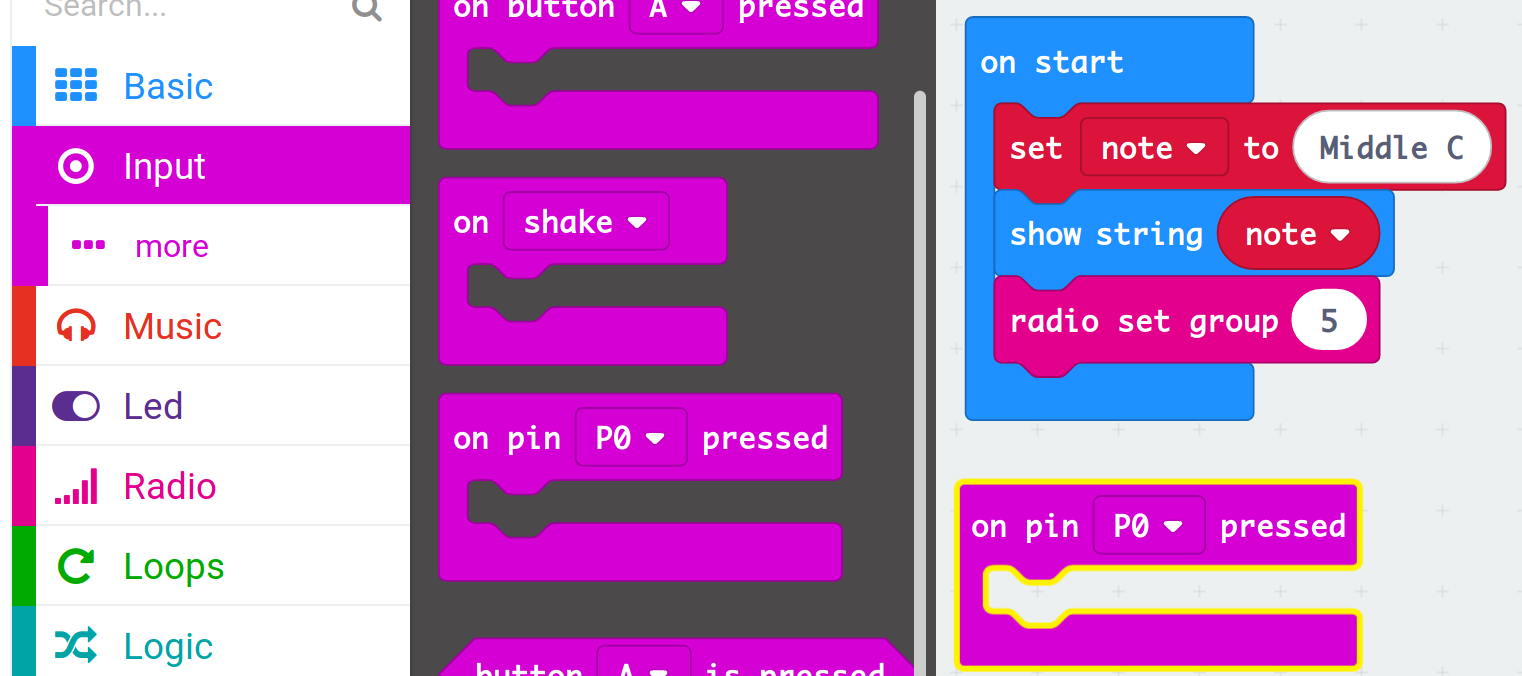 Search...
Basic
Input
more
Music
Led
Radio
Loops
Logic
on button A pressed
on shake
on pin P0 pressed
button A is pressed
on start
set note to Middle C
show string note
radio set group 5
on pin P0 pressed